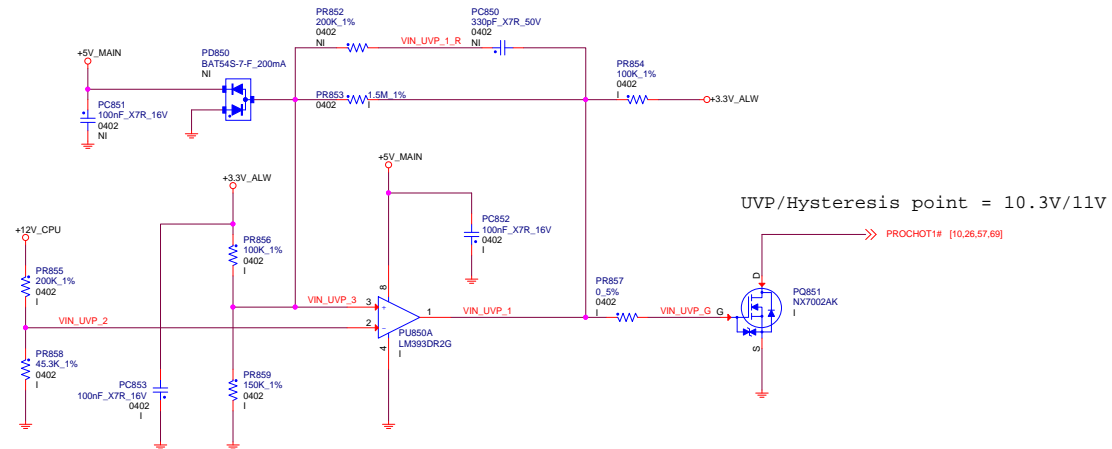 PR852
200K_1%
0402
NI
VIN_UVP_1_R
PC850
330pF_X7R_50V
0402
NI
+5V_MAIN
PD850
BAT54S-7-F_200mA
NI
PR854
100K_1%
0402
I
+3.3V_ALW
PR853
1.5M_1%
0402
I
PC851
100nF_X7R_16V
0402
NI
+5V_MAIN
+3.3V_ALW
UVP/Hysteresis point = 10.3V/11V
PC852
100nF_X7R_16V
0402
I
+12V_CPU
PROCHOT1# [10,26,57,69]
PR856
100K_1%
0402
I
PR855
200K_1%
0402
I
D
PR857
0_5%
0402
I
PQ851
NX7002AK
I
8
VIN_UVP_3
3
+
1
VIN_UVP_1
VIN_UVP_G
G
VIN_UVP_2
2
-
PU850A
LM393DR2G
I
4
S
PR858
45.3K_1%
0402
I
PC853
100nF_X7R_16V
0402
I
PR859
150K_1%
0402
I